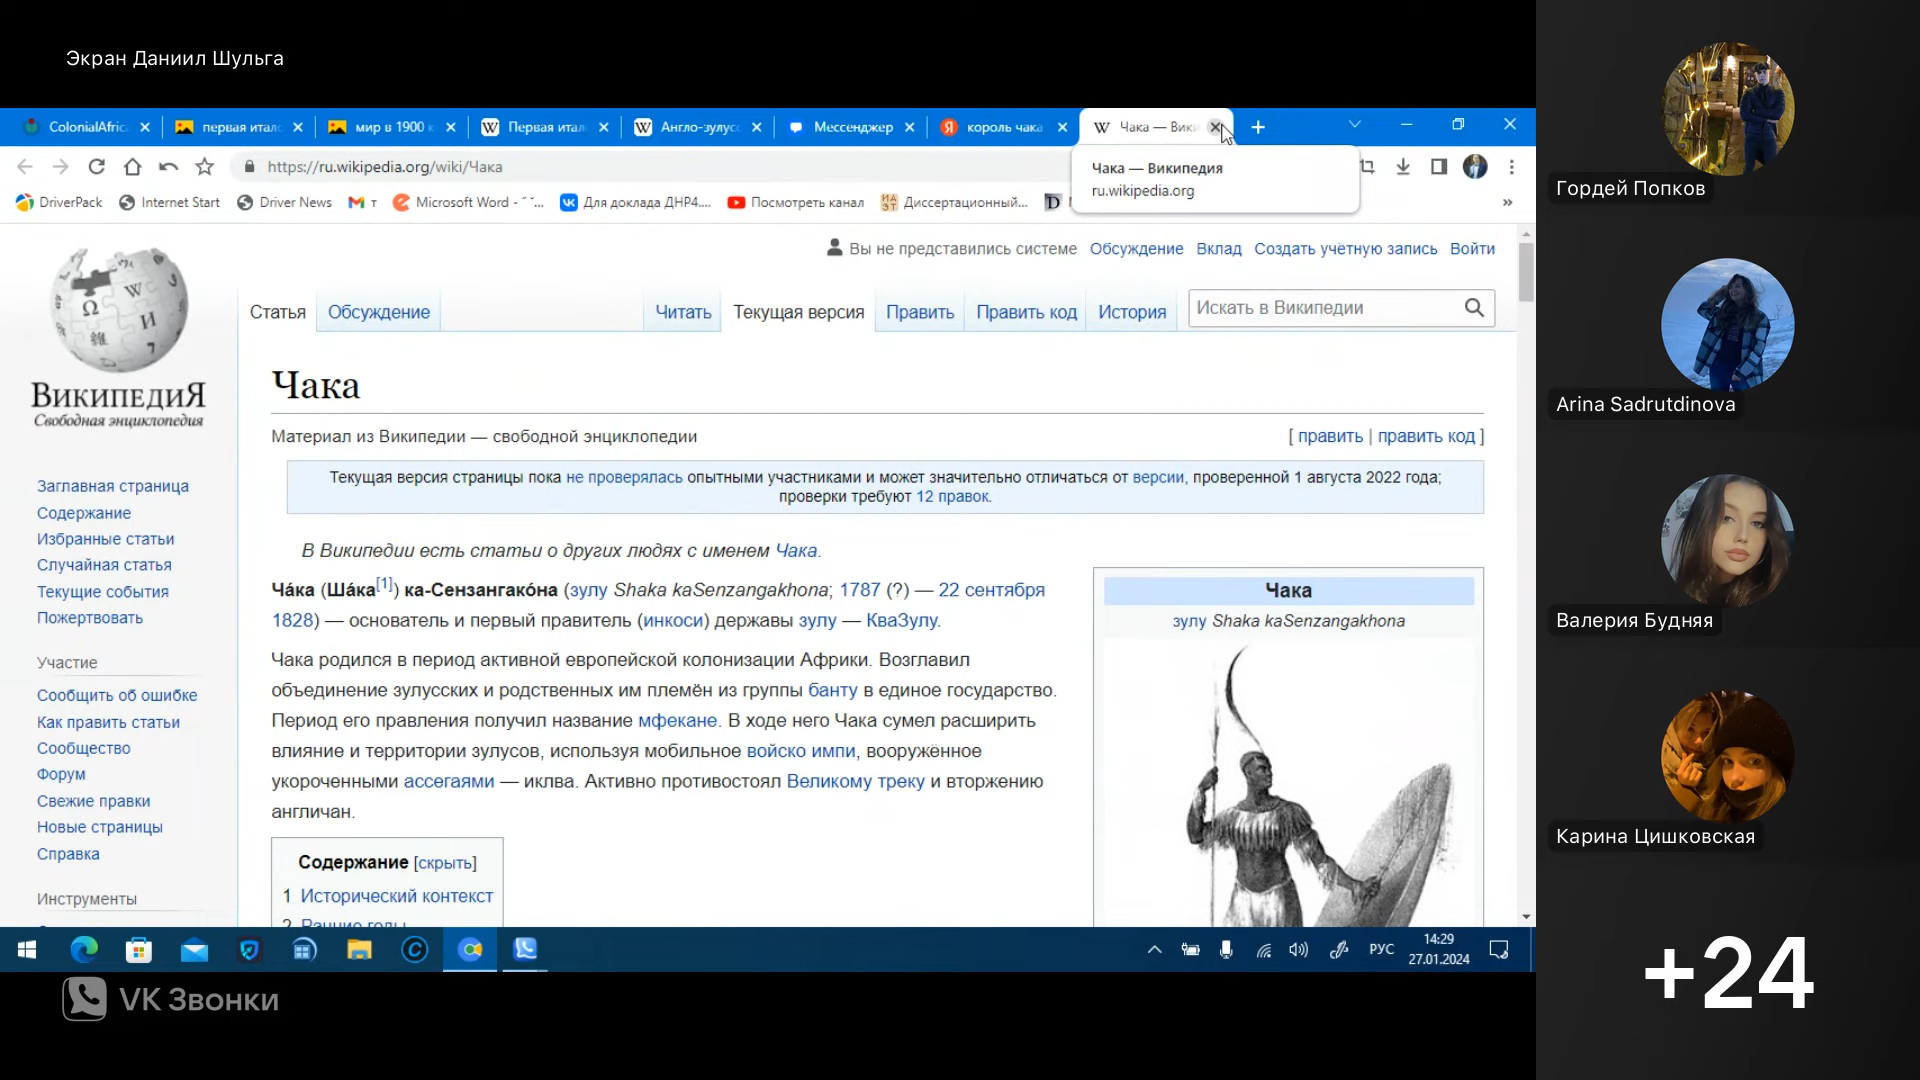 Экран Даниил Шульга
ColonialAfric
первая итало
мир в 1900 к
Первая итал
Англо-зулусс
Мессенджер
король чака
Чака — Вики
https://ru.wikipedia.org/wiki/Чака
Чака — Википедия
ru.wikipedia.org
DriverPack
Internet Start
Driver News
т
Microsoft Word - ˝˝...
Для доклада ДНР4....
Посмотреть канал
Диссертационный...
»
Вы не представились системе
Обсуждение
Вклад
Создать учётную запись
Войти
Статья
Обсуждение
Читать
Текущая версия
Править
Править код
История
Искать в Википедии
ВикипедиЯ
Свободная энциклопедия
Заглавная страница
Содержание
Избранные статьи
Случайная статья
Текущие события
Пожертвовать
Участие
Сообщить об ошибке
Как править статьи
Сообщество
Форум
Свежие правки
Новые страницы
Справка
Инструменты
Чака
Материал из Википедии — свободной энциклопедии
[ править | править код ]
Текущая версия страницы пока не проверялась опытными участниками и может значительно отличаться от версии, проверенной 1 августа 2022 года;
проверки требуют 12 правок.
В Википедии есть статьи о других людях с именем Чака.
Ча́ка (Ша́ка[1]) ка-Сензангако́на (зулу Shaka kaSenzangakhona; 1787 (?) — 22 сентября
1828) — основатель и первый правитель (инкоси) державы зулу — КваЗулу.
Чака родился в период активной европейской колонизации Африки. Возглавил
объединение зулусских и родственных им племён из группы банту в единое государство.
Период его правления получил название мфекане. В ходе него Чака сумел расширить
влияние и территории зулусов, используя мобильное войско импи, вооружённое
укороченными ассегаями — иклва. Активно противостоял Великому треку и вторжению
англичан.
Содержание [скрыть]
1 Исторический контекст
2 Ранние годы
Чака
зулу Shaka kaSenzangakhona
РУС
14:29
27.01.2024
VK Звонки
Гордей Попков
Arina Sadrutdinova
Валерия Будняя
Карина Цишковская
+24